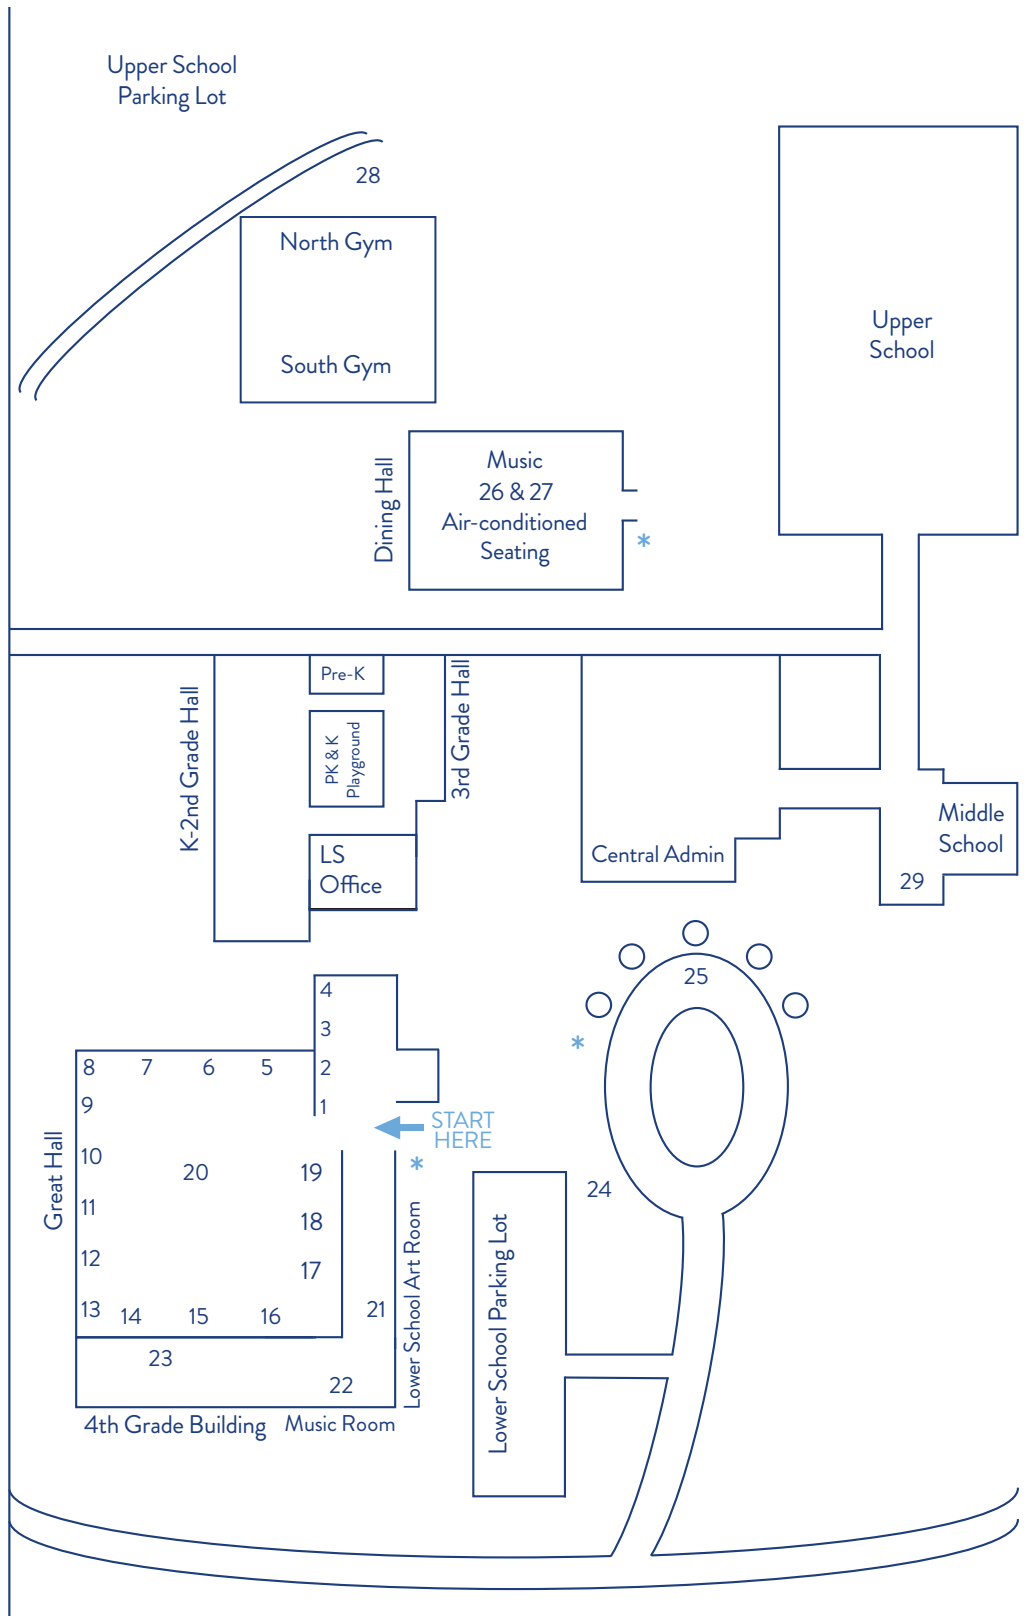 Upper School
Parking Lot
28
North Gym
South Gym
Upper
School
Dining Hall
Music
26 & 27
Air-conditioned
Seating
*
K-2nd Grade Hall
Pre-K
PK & K
Playground
3rd Grade Hall
LS
Office
Central Admin
Middle
School
29
25
*
4
3
2
1
8
7
6
5
9
10
11
12
13
Great Hall
20
19
18
17
14
15
16
START
HERE
*
21
Lower School Art Room
23
22
4th Grade Building
Music Room
Lower School Parking Lot
24